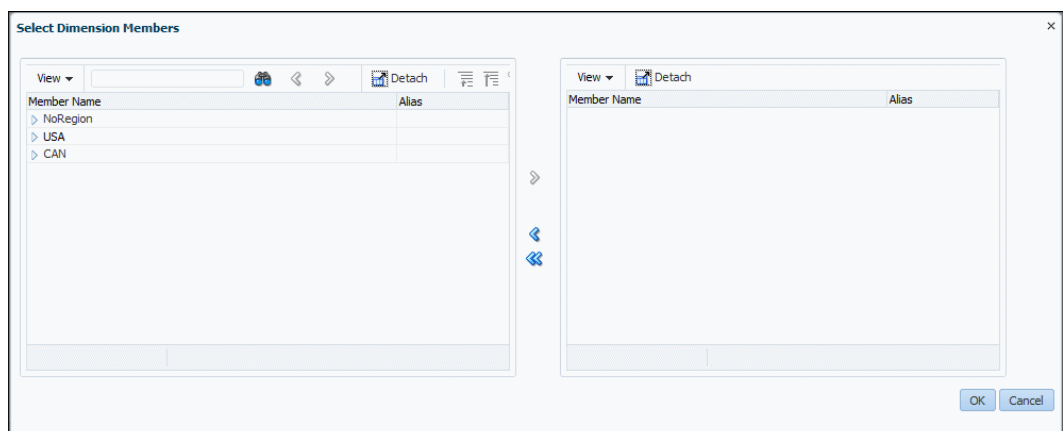 Select Dimension Members
View Detach
Member Name Alias
NoRegion
USA
CAN
View Detach
Member Name Alias
OK Cancel